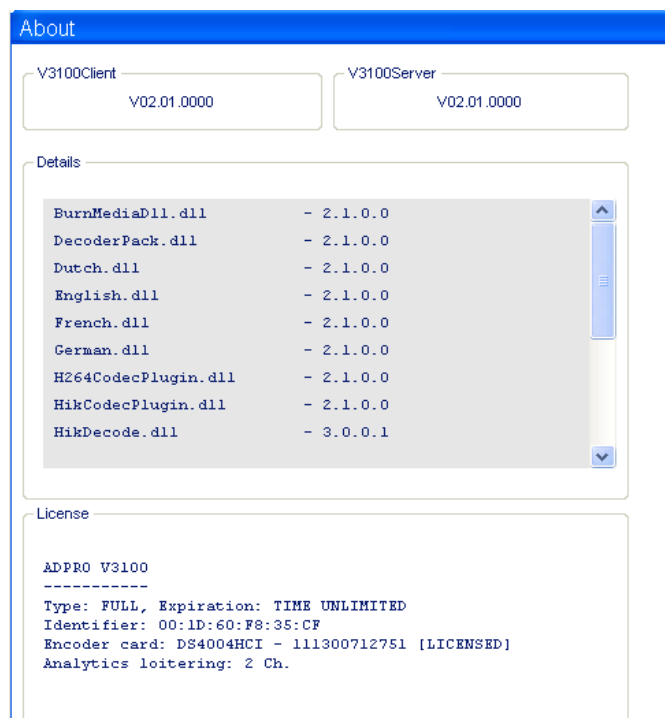 About
V3100Client
V3100Server
V02.01.0000
V02.01.0000
Details
BurnMediaDll.dll - 2.1.0.0
DecoderPack.dll - 2.1.0.0
Dutch.dll - 2.1.0.0
English.dll - 2.1.0.0
French.dll - 2.1.0.0
German.dll - 2.1.0.0
H264CodecPlugin.dll - 2.1.0.0
HikCodecPlugin.dll - 2.1.0.0
HikDecode.dll - 3.0.0.1
License
ADPRO V3100
-----------
Type: FULL, Expiration: TIME UNLIMITED
Identifier: 00:1D:60:F8:35:CF
Encoder card: DS4004HCI - 111300712751 [LICENSED]
Analytics loitering: 2 Ch.